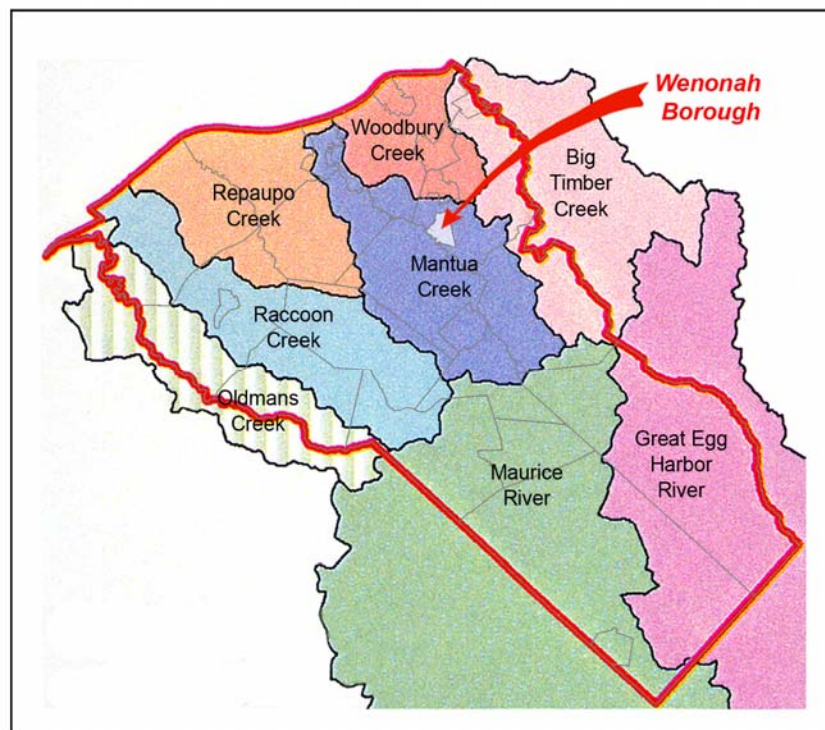 Wenonah
Borough
Woodbury
Creek
Big
Timber
Creek
Repaupo
Creek
Mantua
Creek
Raccoon
Creek
Oldmans
Creek
Great Egg
Harbor
River
Maurice
River